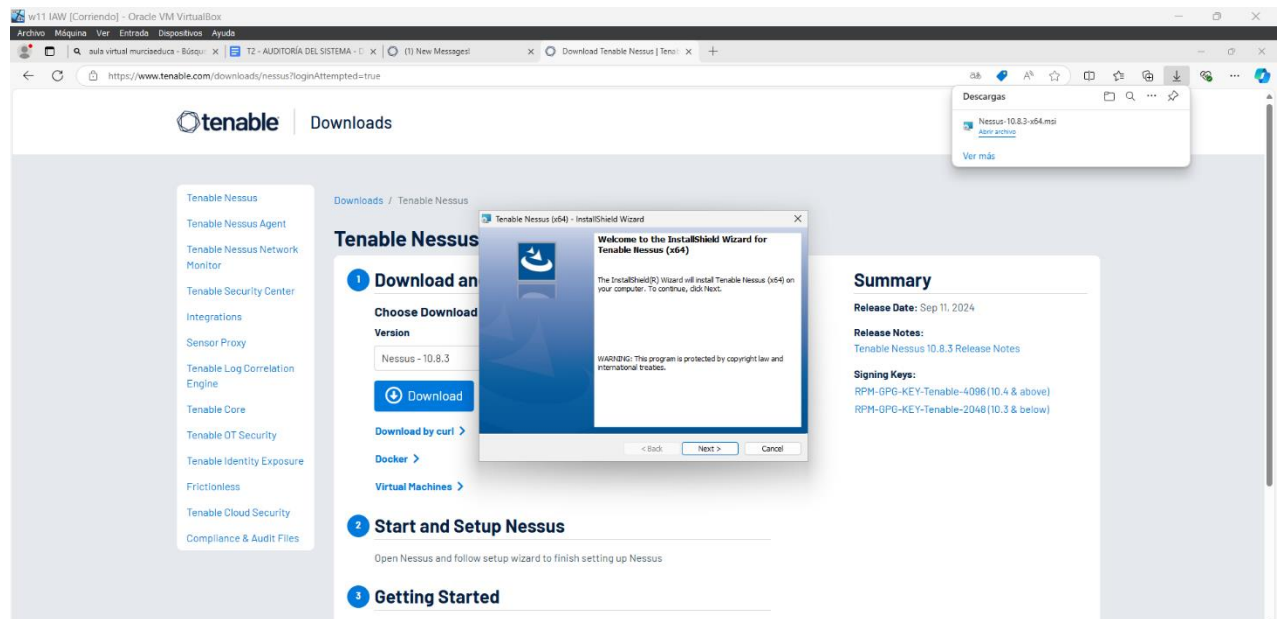 w11 IAW [Corriendo] - Oracle VM VirtualBox
Archivo Máquina Ver Entrada Dispositivos Ayuda
aula virtual murciaeduca - Búsqu
T2 - AUDITORÍA DEL SISTEMA - D
(1) New Messages!
Download Tenable Nessus | Tena
https://www.tenable.com/downloads/nessus?loginAttempted=true
Descargas
Nessus-10.8.3-x64.msi
Abrir archivo
Ver más
tenable
Downloads
Tenable Nessus
Tenable Nessus Agent
Tenable Nessus Network
Monitor
Tenable Security Center
Integrations
Sensor Proxy
Tenable Log Correlation
Engine
Tenable Core
Tenable OT Security
Tenable Identity Exposure
Frictionless
Tenable Cloud Security
Compliance & Audit Files
Downloads / Tenable Nessus
Tenable Nessus
1 Download an
Choose Download
Version
Nessus - 10.8.3
Download
Download by curl
Docker
Virtual Machines
2 Start and Setup Nessus
Open Nessus and follow setup wizard to finish setting up Nessus
3 Getting Started
Tenable Nessus (x64) - InstallShield Wizard
Welcome to the InstallShield Wizard for
Tenable Nessus (x64)
The InstallShield(R) Wizard will install Tenable Nessus (x64) on
your computer. To continue, click Next.
WARNING: This program is protected by copyright law and
international treaties.
< Back
Next >
Cancel
Summary
Release Date: Sep 11, 2024
Release Notes:
Tenable Nessus 10.8.3 Release Notes
Signing Keys:
RPM-GPG-KEY-Tenable-4096 (10.4 & above)
RPM-GPG-KEY-Tenable-2048 (10.3 & below)